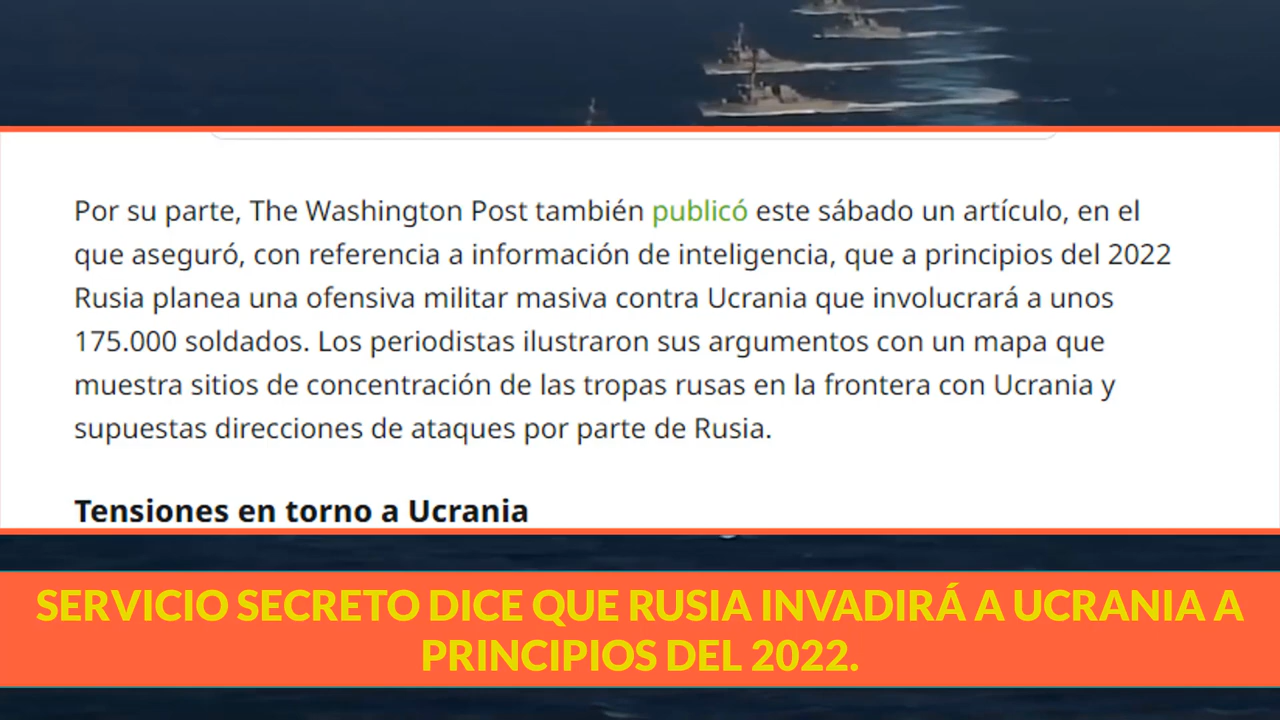 Por su parte, The Washington Post también publicó este sábado un artículo, en el
que aseguró, con referencia a información de inteligencia, que a principios del 2022
Rusia planea una ofensiva militar masiva contra Ucrania que involucrará a unos
175.000 soldados. Los periodistas ilustraron sus argumentos con un mapa que
muestra sitios de concentración de las tropas rusas en la frontera con Ucrania y
supuestas direcciones de ataques por parte de Rusia.
Tensiones en torno a Ucrania
SERVICIO SECRETO DICE QUE RUSIA INVADIRÁ A UCRANIA A
PRINCIPIOS DEL 2022.